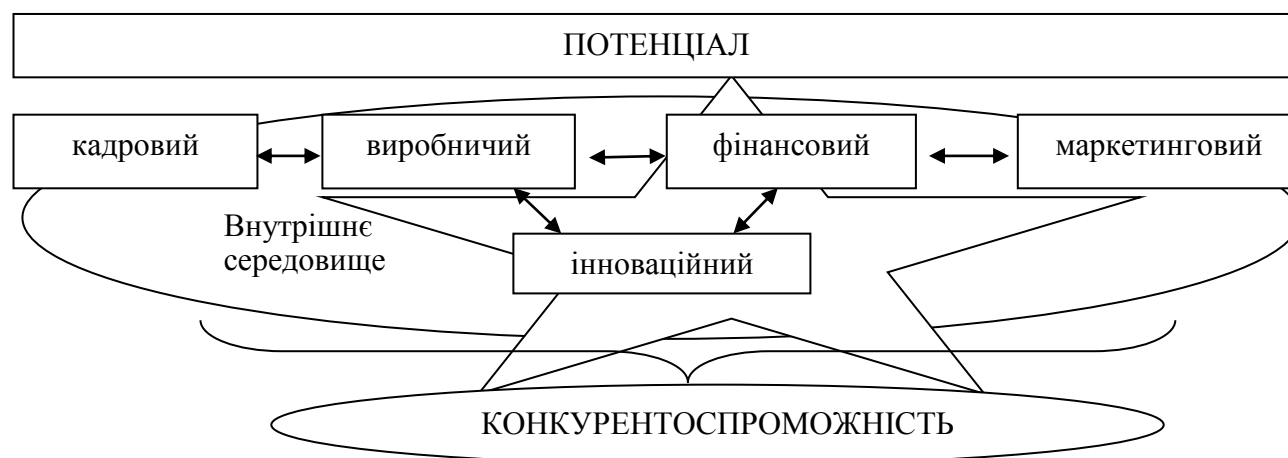 ПОТЕНЦІАЛ
кадровий
виробничий
фінансовий
маркетинговий
Внутрішнє
середовище
інноваційний
КОНКУРЕНТОСПРОМОЖНІСТЬ